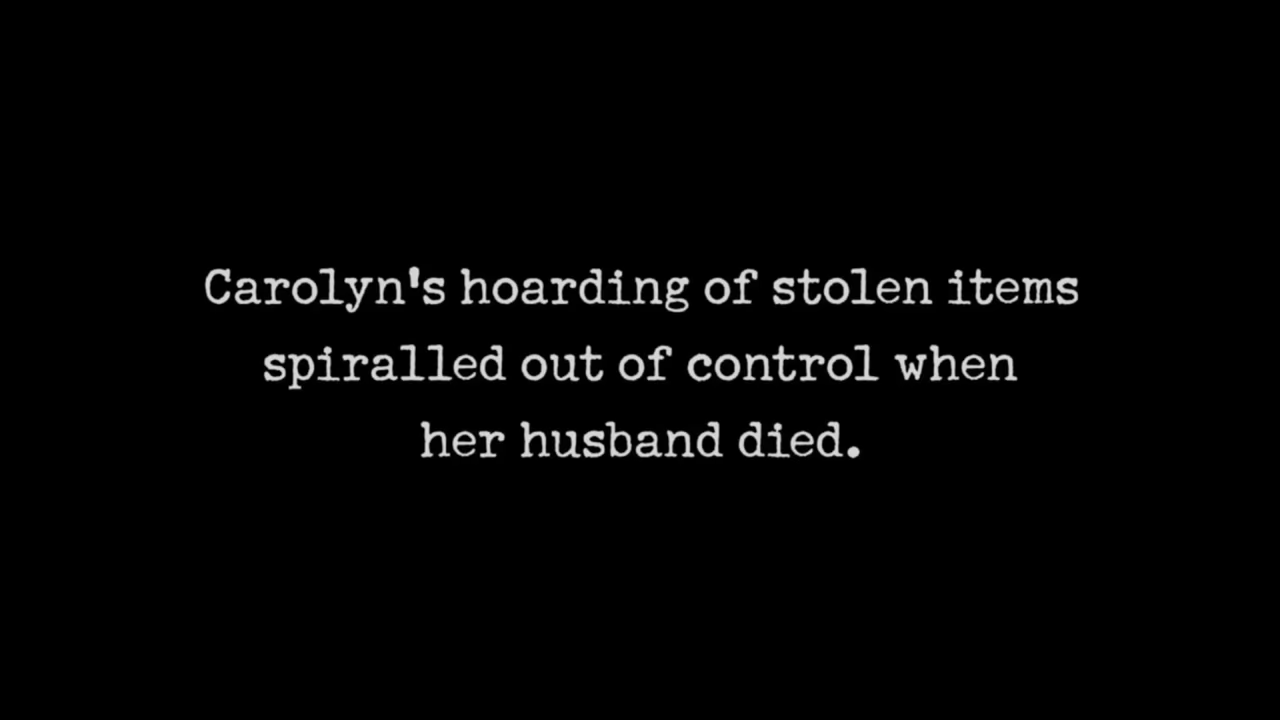 Carolyn's hoarding of stolen items
spiralled out of control when
her husband died.